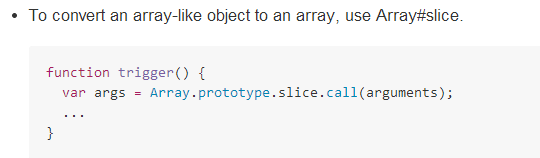 • To convert an array-like object to an array, use Array#slice.
function trigger() {
  var args = Array.prototype.slice.call(arguments);
  ...
}